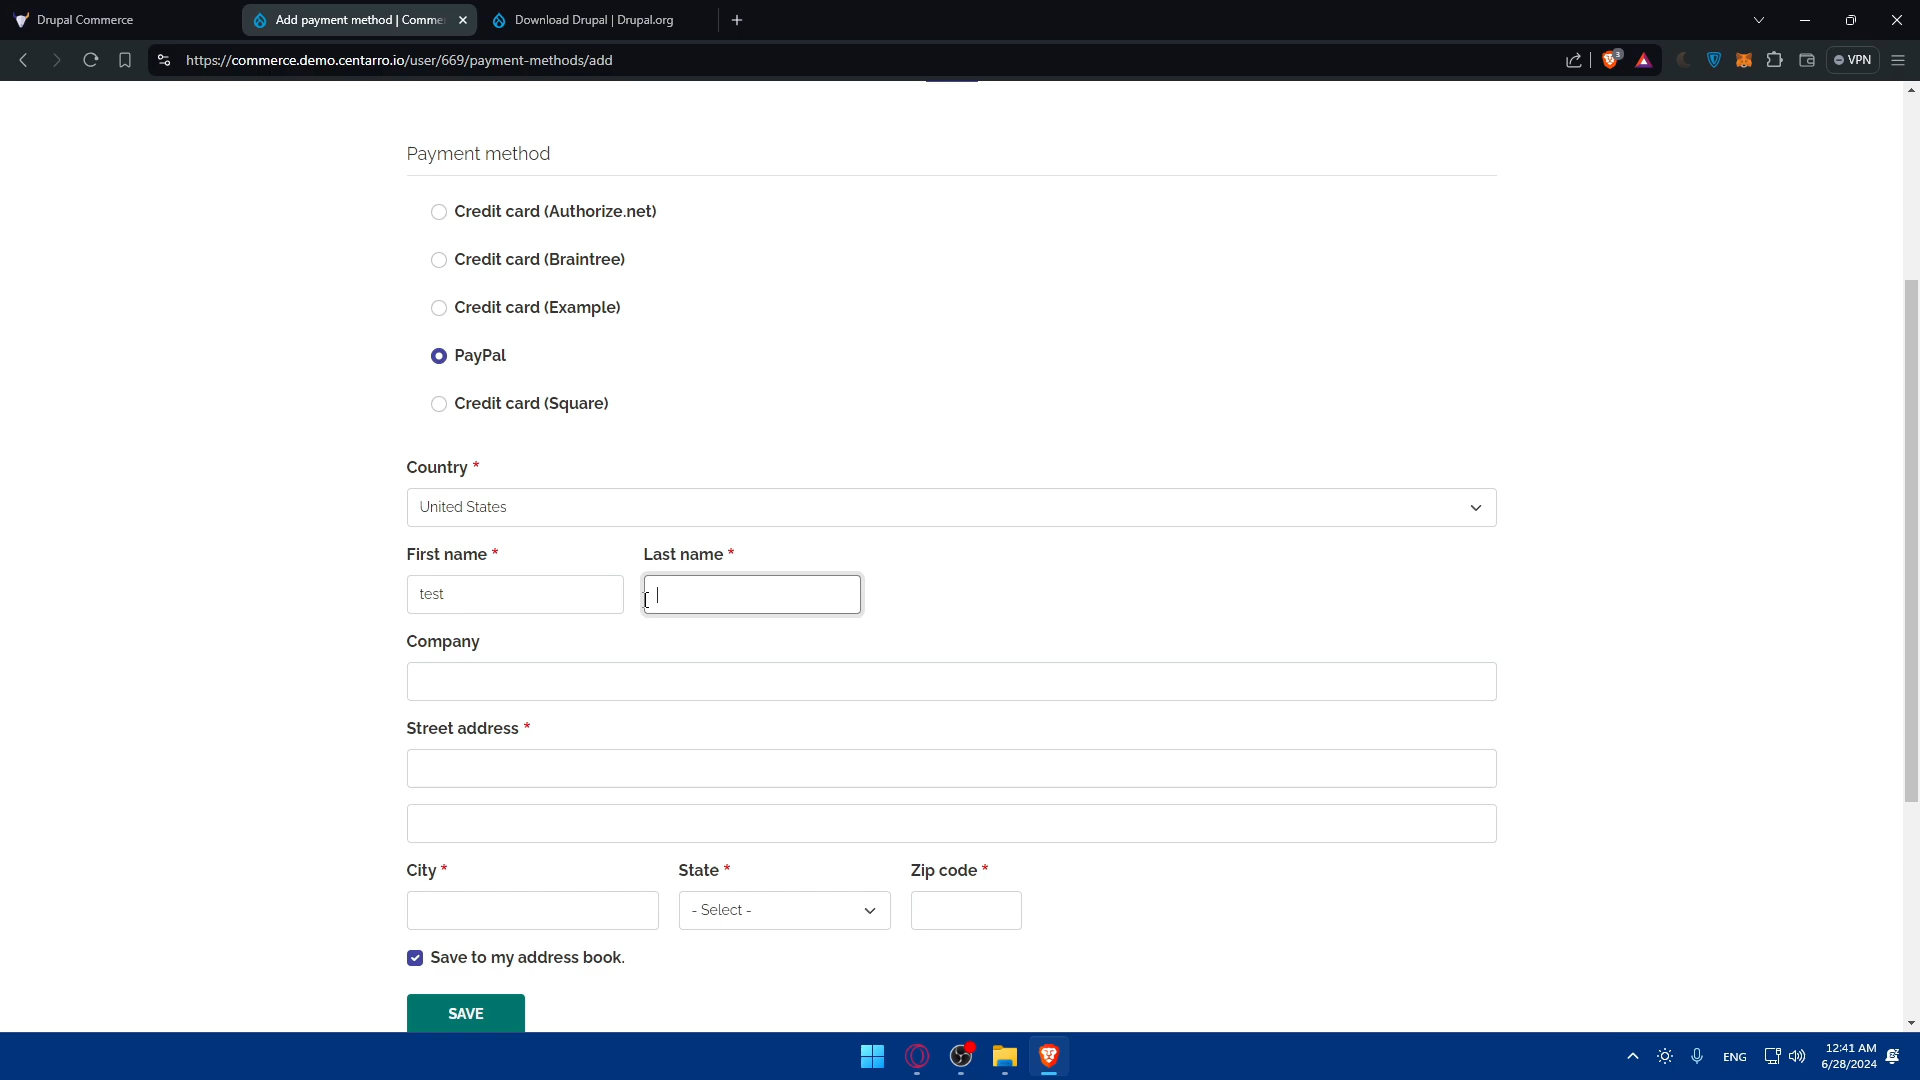 Drupal Commerce
Add payment method | Comme
Download Drupal | Drupal.org
https://commerce.demo.centarro.io/user/669/payment-methods/add
3
VPN
Payment method
Credit card (Authorize.net)
Credit card (Braintree)
Credit card (Example)
PayPal
Credit card (Square)
Country *
United States
First name *
Last name *
test
Company
Street address *
City *
State *
Zip code *
- Select -
Save to my address book.
SAVE
ENG
12:41 AM
6/28/2024